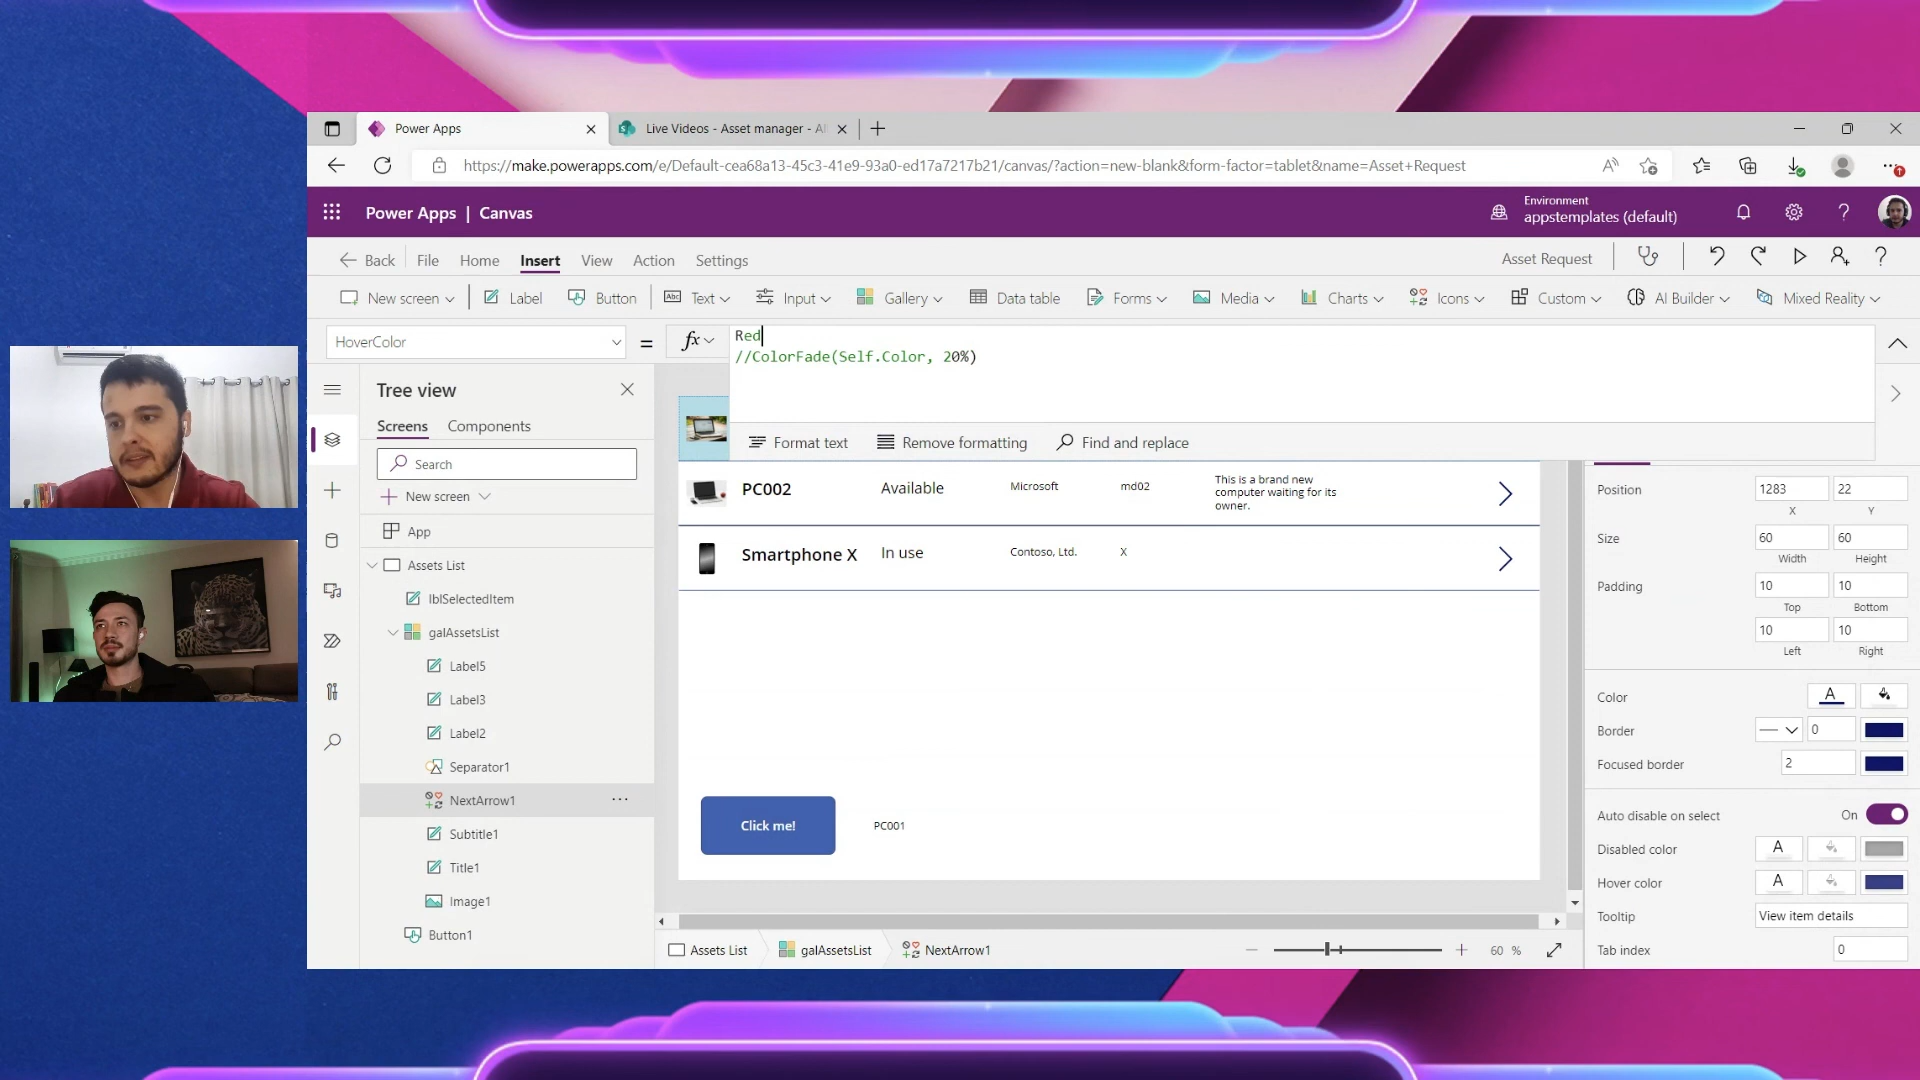 Power Apps
Live Videos - Asset manager - Al
https://make.powerapps.com/e/Default-cea68a13-45c3-41e9-93a0-ed17a7217b21/canvas/?action=new-blank&form-factor=tablet&name=Asset+Request
Power Apps | Canvas
Environment
appstemplates (default)
Back File Home Insert View Action Settings
Asset Request
New screen Label Button Text Input Gallery Data table Forms Media Charts Icons Custom AI Builder Mixed Reality
HoverColor = fx Red
//ColorFade(Self.Color, 20%)
Format text Remove formatting Find and replace
Tree view
Screens Components
Search
New screen
App
Assets List
lblSelectedItem
galAssetsList
Label5
Label3
Label2
Separator1
NextArrow1
Subtitle1
Title1
Image1
Button1
PC002 Available Microsoft md02
This is a brand new
computer waiting for its
owner.
Smartphone X In use Contoso, Ltd. X
Click me! PC001
Assets List galAssetsList NextArrow1
60 %
Position 1283 22
X Y
Size 60 60
Width Height
Padding 10 10
Top Bottom
10 10
Left Right
Color
Border 0
Focused border 2
Auto disable on select On
Disabled color
Hover color
Tooltip View item details
Tab index 0